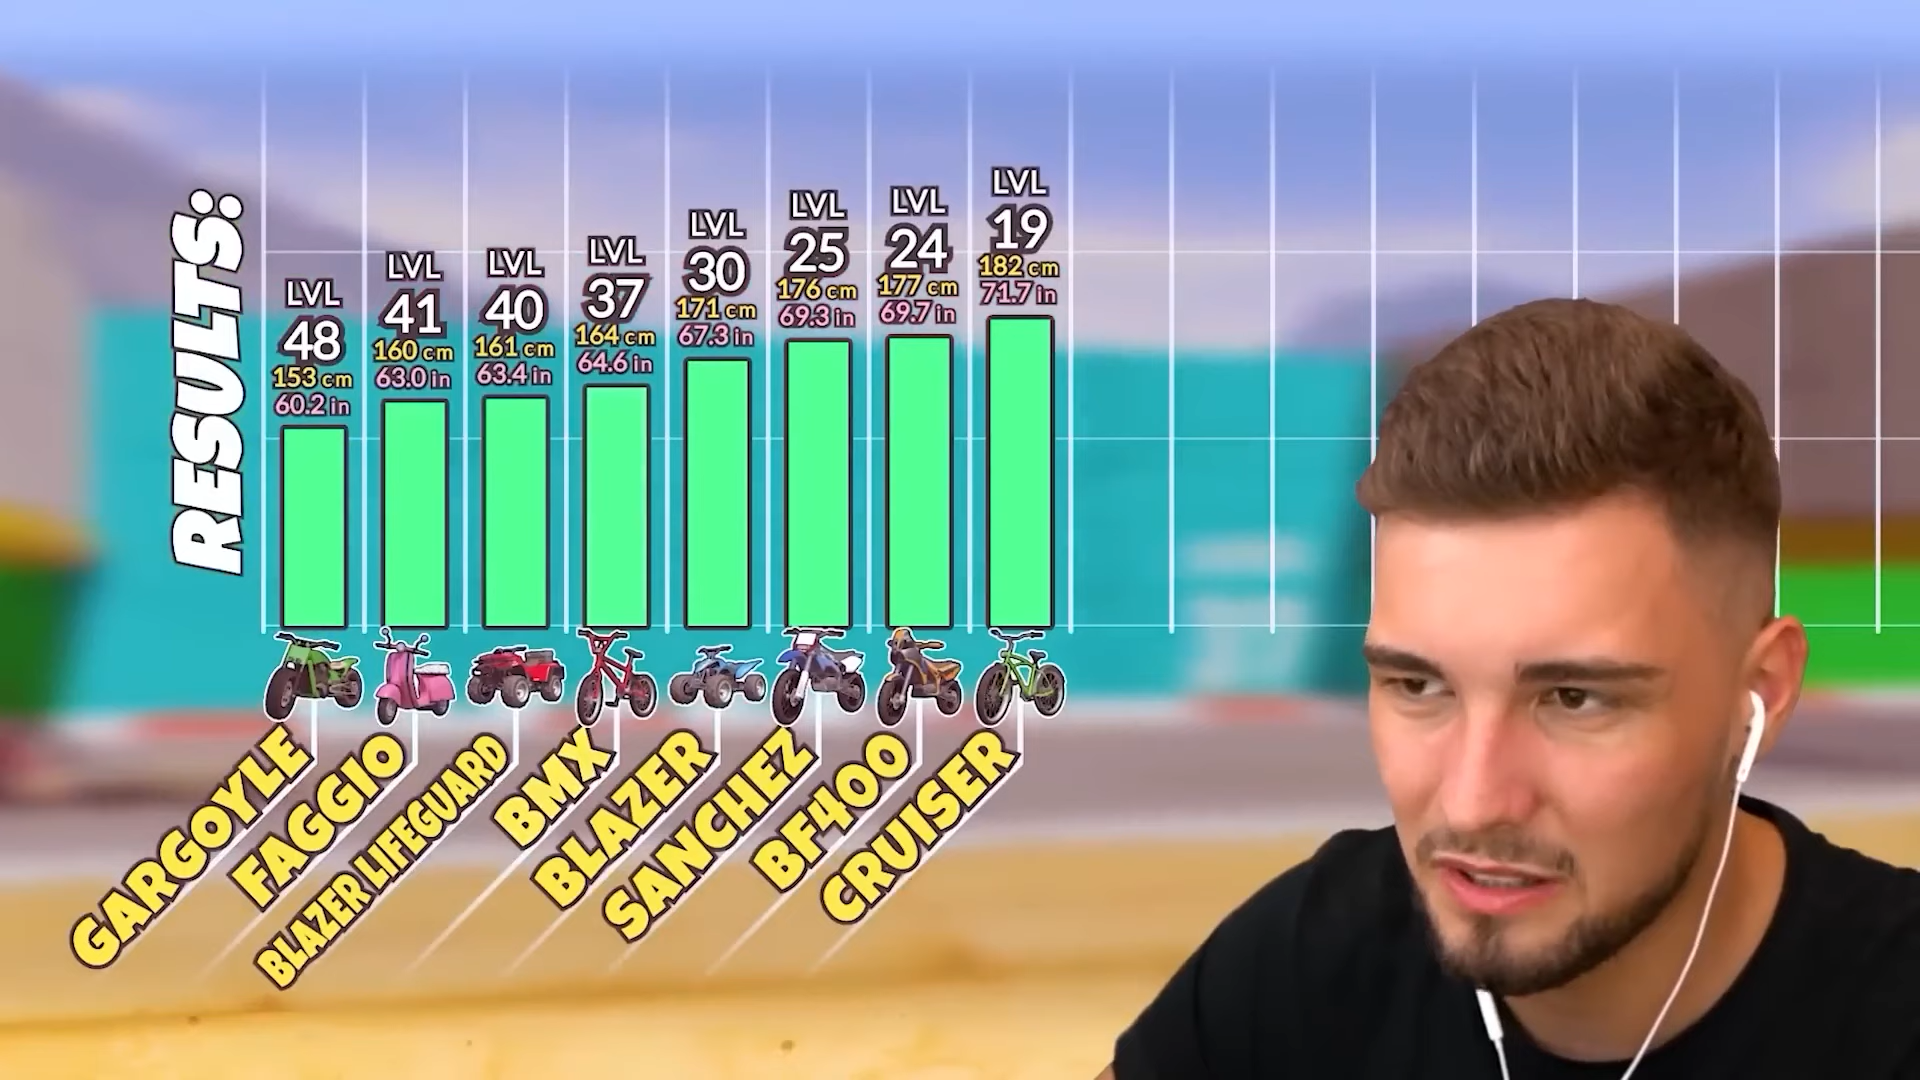 RESULTS:
LVL
48
153 cm
60.2 in
LVL
41
160 cm
63.0 in
LVL
40
161 cm
63.4 in
LVL
37
164 cm
64.6 in
LVL
30
171 cm
67.3 in
LVL
25
176 cm
69.3 in
LVL
24
177 cm
69.7 in
LVL
19
182 cm
71.7 in
GARGOYLE
FAGGIO
BLAZER LIFEGUARD
BMX
BLAZER
SANCHEZ
BF400
CRUISER